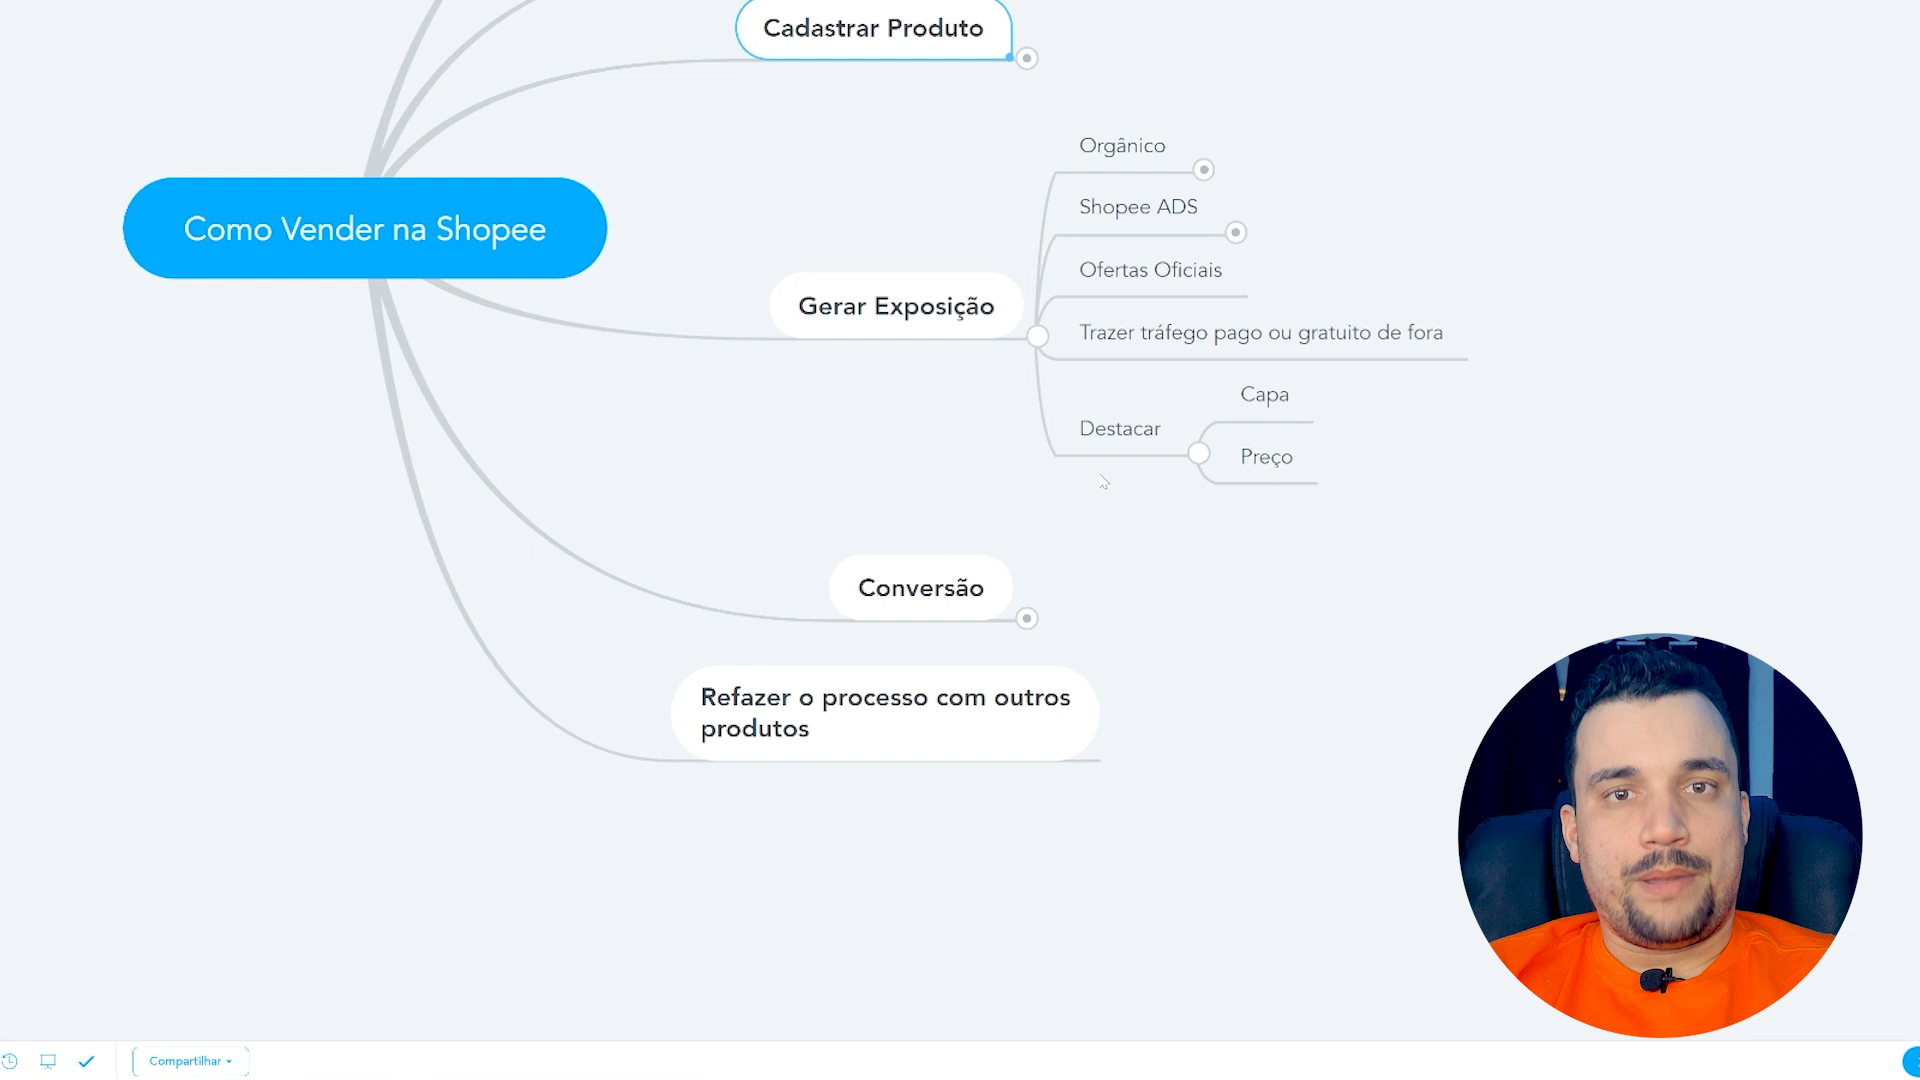 Cadastrar Produto
Orgânico
Shopee ADS
Como Vender na Shopee
Ofertas Oficiais
Gerar Exposição
Trazer tráfego pago ou gratuito de fora
Capa
Destacar
Preço
Conversão
Refazer o processo com outros
produtos
Compartilhar